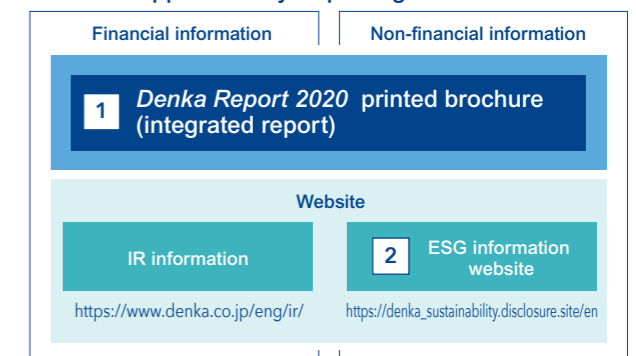 Financial information
Non-financial information
1
Denka Report 2020 printed brochure
(integrated report)
Website
IR information
2
ESG information
website
https://www.denka.co.jp/eng/ir/
https://denka_sustainability.disclosure.site/en